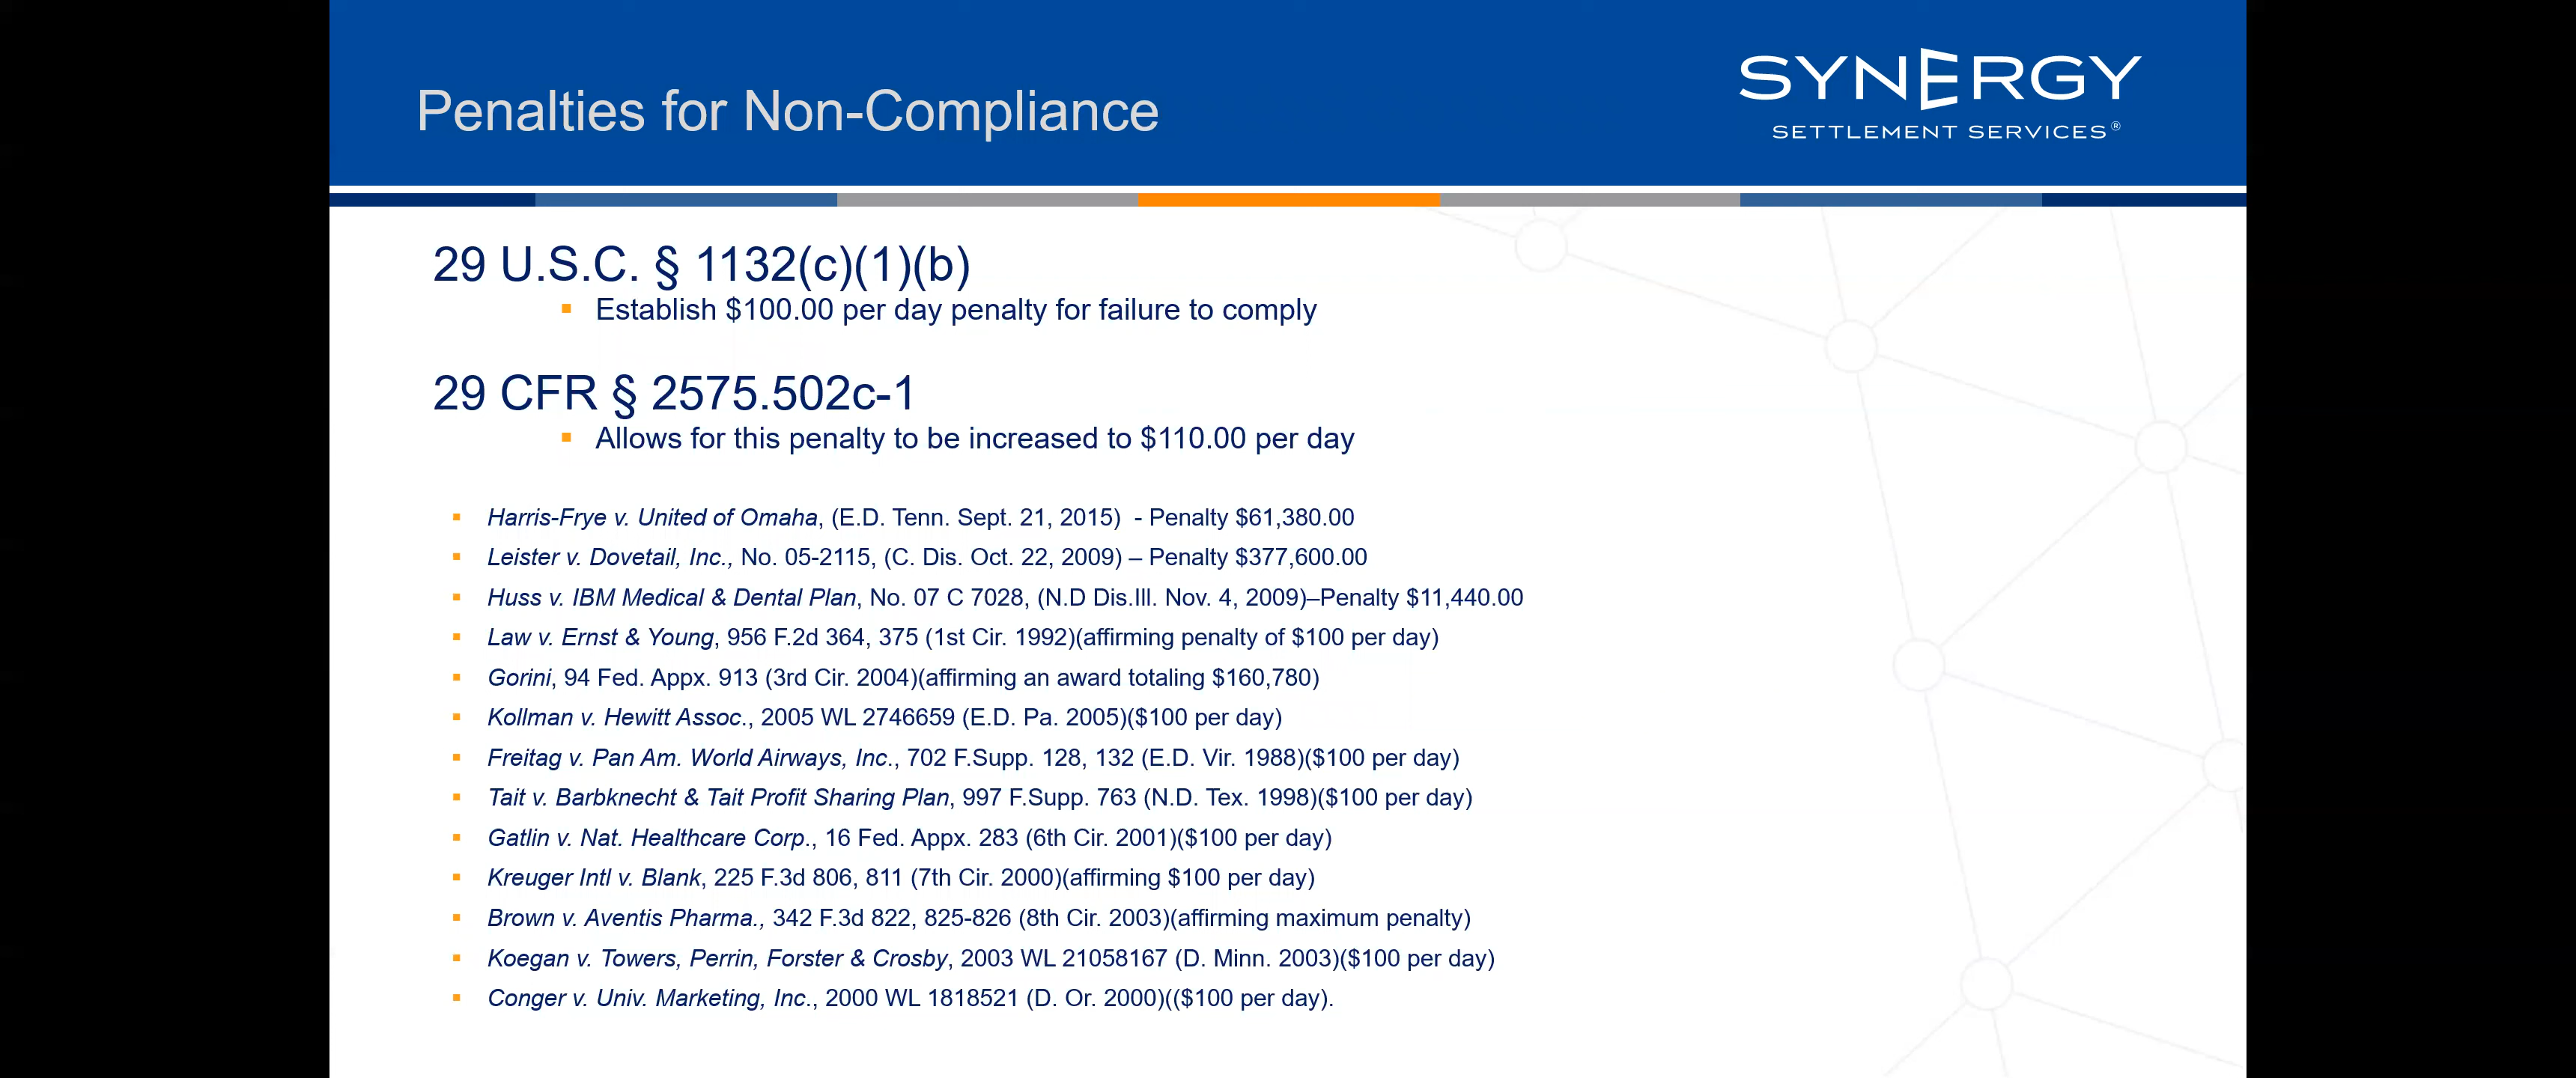 Penalties for Non-Compliance
SYNERGY
SETTLEMENT SERVICES®
29 U.S.C. § 1132(c)(1)(b)
Establish $100.00 per day penalty for failure to comply
29 CFR § 2575.502c-1
Allows for this penalty to be increased to $110.00 per day
Harris-Frye v. United of Omaha, (E.D. Tenn. Sept. 21, 2015) - Penalty $61,380.00
Leister v. Dovetail, Inc., No. 05-2115, (C. Dis. Oct. 22, 2009) – Penalty $377,600.00
Huss v. IBM Medical & Dental Plan, No. 07 C 7028, (N.D Dis.Ill. Nov. 4, 2009)–Penalty $11,440.00
Law v. Ernst & Young, 956 F.2d 364, 375 (1st Cir. 1992)(affirming penalty of $100 per day)
Gorini, 94 Fed. Appx. 913 (3rd Cir. 2004)(affirming an award totaling $160,780)
Kollman v. Hewitt Assoc., 2005 WL 2746659 (E.D. Pa. 2005)($100 per day)
Freitag v. Pan Am. World Airways, Inc., 702 F.Supp. 128, 132 (E.D. Vir. 1988)($100 per day)
Tait v. Barbknecht & Tait Profit Sharing Plan, 997 F.Supp. 763 (N.D. Tex. 1998)($100 per day)
Gatlin v. Nat. Healthcare Corp., 16 Fed. Appx. 283 (6th Cir. 2001)($100 per day)
Kreuger Intl v. Blank, 225 F.3d 806, 811 (7th Cir. 2000)(affirming $100 per day)
Brown v. Aventis Pharma., 342 F.3d 822, 825-826 (8th Cir. 2003)(affirming maximum penalty)
Koegan v. Towers, Perrin, Forster & Crosby, 2003 WL 21058167 (D. Minn. 2003)($100 per day)
Conger v. Univ. Marketing, Inc., 2000 WL 1818521 (D. Or. 2000)(($100 per day).